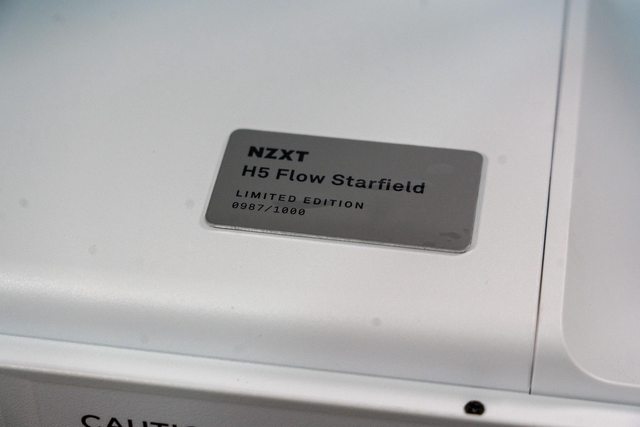 NZXT
H5 Flow Starfield
LIMITED EDITION
0987/1000